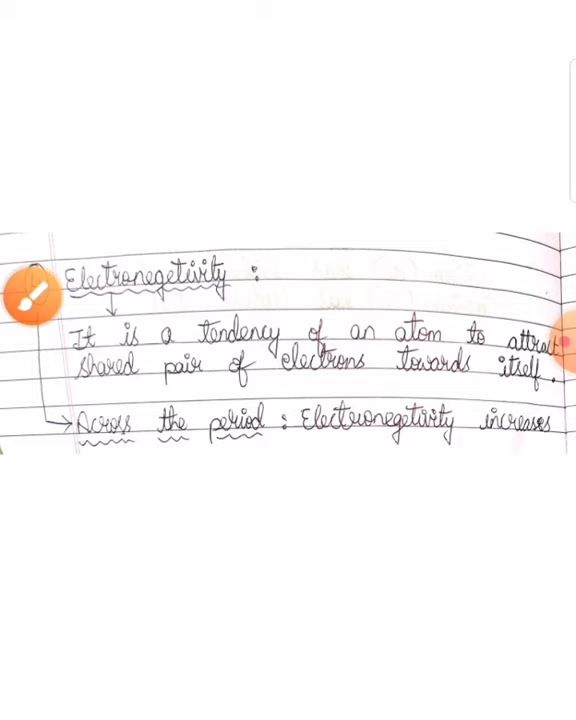 Electronegetivity :
It is a tendency of an atom to attract
shared pair of electrons towards itself.
Across the period : Electronegetivity increases